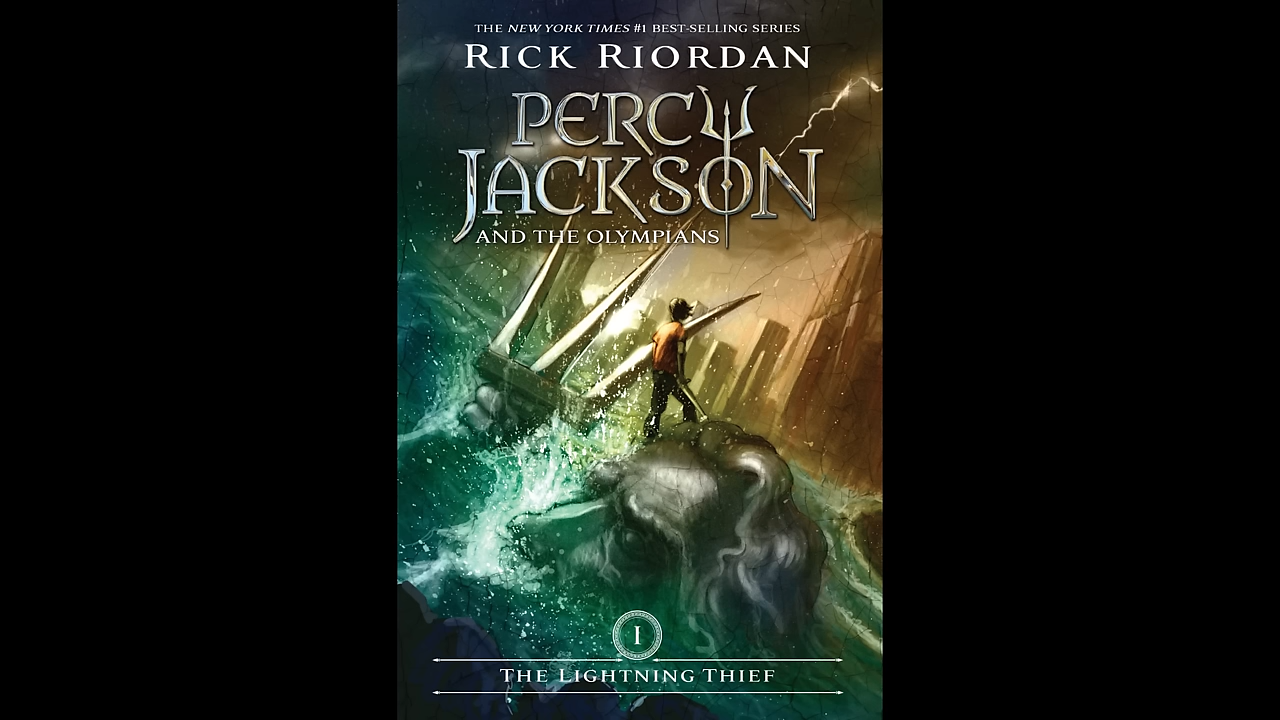 THE NEW YORK TIMES #1 BEST-SELLING SERIES
RICK RIORDAN
PERCY
JACKSON
AND THE OLYMPIANS
I
THE LIGHTNING THIEF